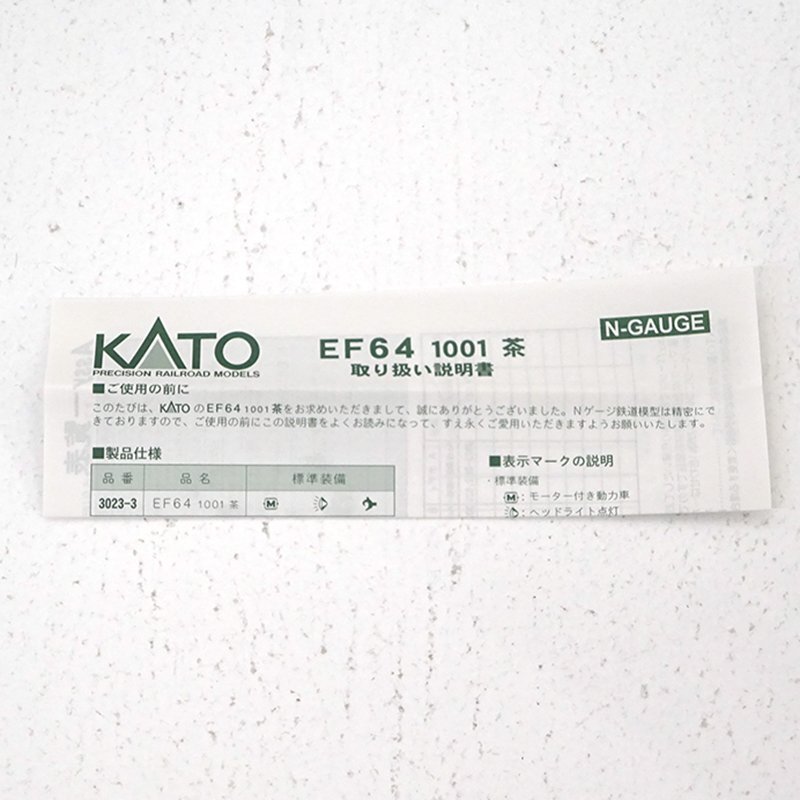 KATO
PRECISION RAILROAD MODELS
EF64 1001 茶
取り扱い説明書
N-GAUGE
■ご使用の前に
このたびは、KATOのEF64 1001茶をお求めいただきまして、誠にありがとうございました。Nゲージ鉄道模型は精密にで
きておりますので、ご使用の前にこの説明書をよくお読みになって、すえ永くご愛用いただきますようお願いいたします。
■製品仕様
品番 品名 標準装備
3023-3 EF64 1001 茶 M
■表示マークの説明
・標準装備
M：モーター付き動力車
：ヘッドライト点灯